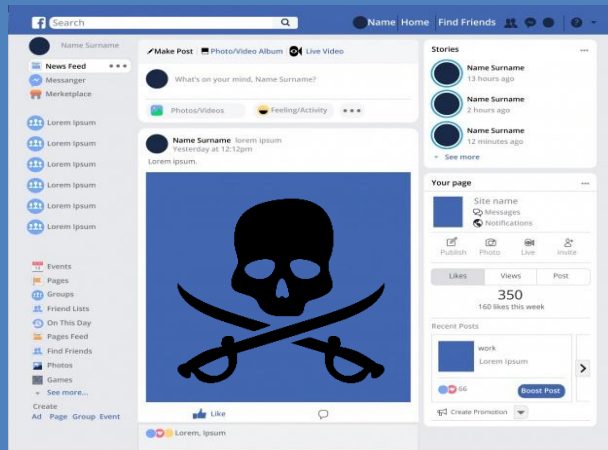 f Search
Name Home Find Friends
Name Surname
News Feed
Messanger
Merketplace
Lorem Ipsum
Lorem Ipsum
Lorem Ipsum
Lorem Ipsum
Lorem Ipsum
Lorem Ipsum
Events
Pages
Groups
Friend Lists
On This Day
Pages Feed
Find Friends
Photos
Games
See more...
Create
Ad Page Group Event
Make Post Photo/Video Album Live Video
What's on your mind, Name Surname?
Photos/Videos Feeling/Activity
Name Surname lorem ipsum
Yesterday at 12:12pm
Lorem ipsum.
Like
Lorem, Ipsum
Stories
Name Surname
13 hours ago
Name Surname
2 hours ago
Name Surname
12 minutes ago
See more
Your page
Site name
Messages
Notifications
Publish Photo Live Invite
Likes Views Post
350
160 likes this week
Recent Posts
work
Lorem Ipsum
66 Boost Post
Create Promotion